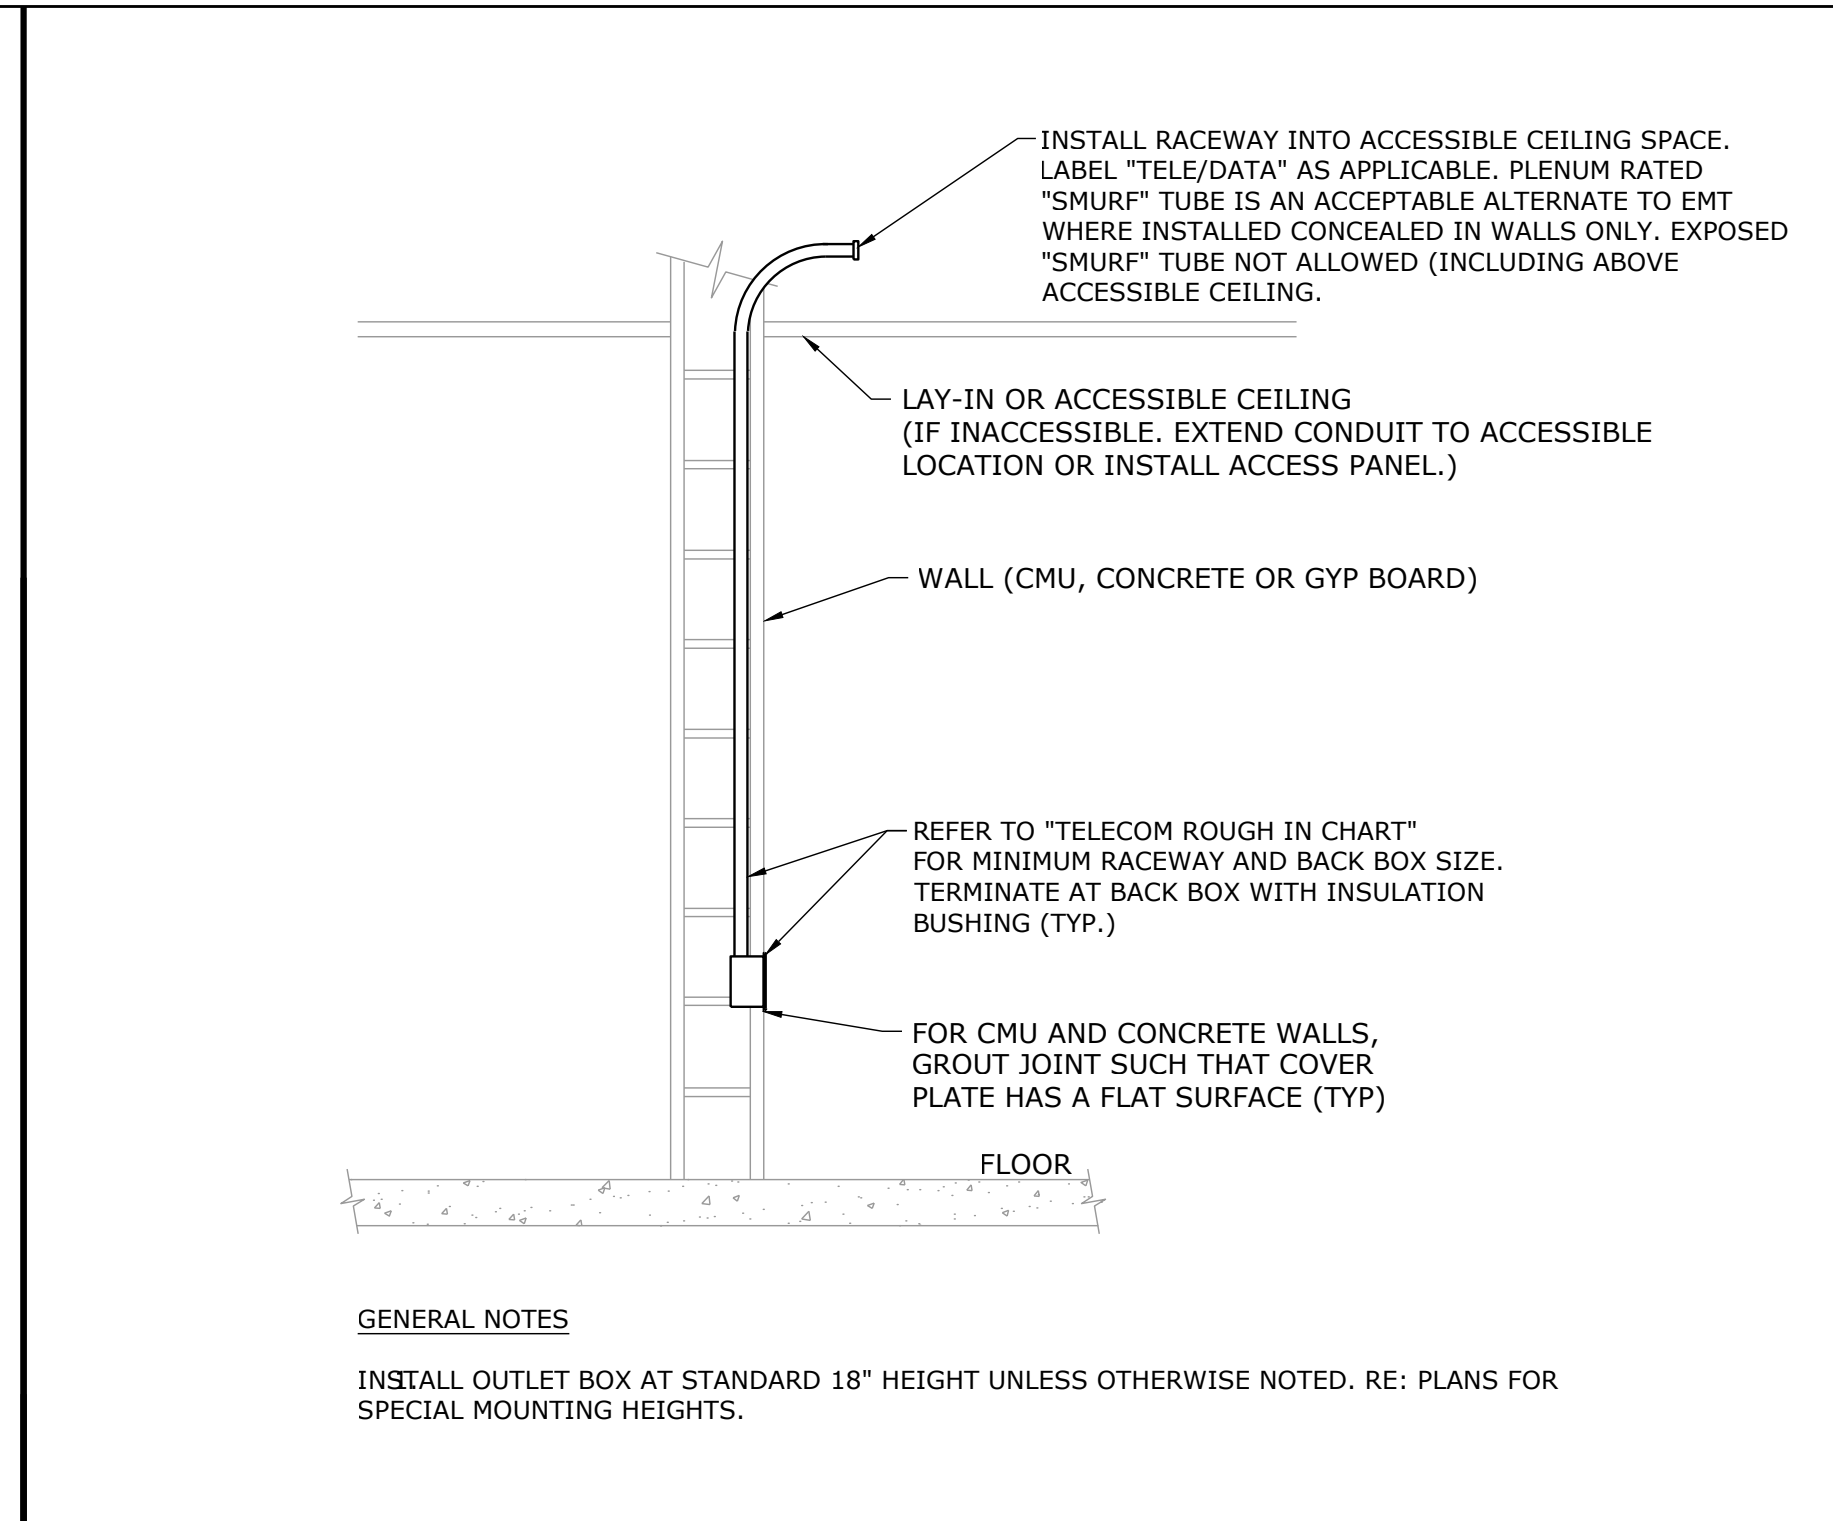 INSTALL RACEWAY INTO ACCESSIBLE CEILING SPACE.
LABEL "TELE/DATA" AS APPLICABLE. PLENUM RATED
"SMURF" TUBE IS AN ACCEPTABLE ALTERNATE TO EMT
WHERE INSTALLED CONCEALED IN WALLS ONLY. EXPOSED
"SMURF" TUBE NOT ALLOWED (INCLUDING ABOVE
ACCESSIBLE CEILING.
LAY-IN OR ACCESSIBLE CEILING
(IF INACCESSIBLE. EXTEND CONDUIT TO ACCESSIBLE
LOCATION OR INSTALL ACCESS PANEL.)
WALL (CMU, CONCRETE OR GYP BOARD)
REFER TO "TELECOM ROUGH IN CHART"
FOR MINIMUM RACEWAY AND BACK BOX SIZE.
TERMINATE AT BACK BOX WITH INSULATION
BUSHING (TYP.)
FOR CMU AND CONCRETE WALLS,
GROUT JOINT SUCH THAT COVER
PLATE HAS A FLAT SURFACE (TYP)
FLOOR
GENERAL NOTES
1. INSTALL OUTLET BOX AT STANDARD 18" HEIGHT UNLESS OTHERWISE NOTED. RE: PLANS FOR
SPECIAL MOUNTING HEIGHTS.